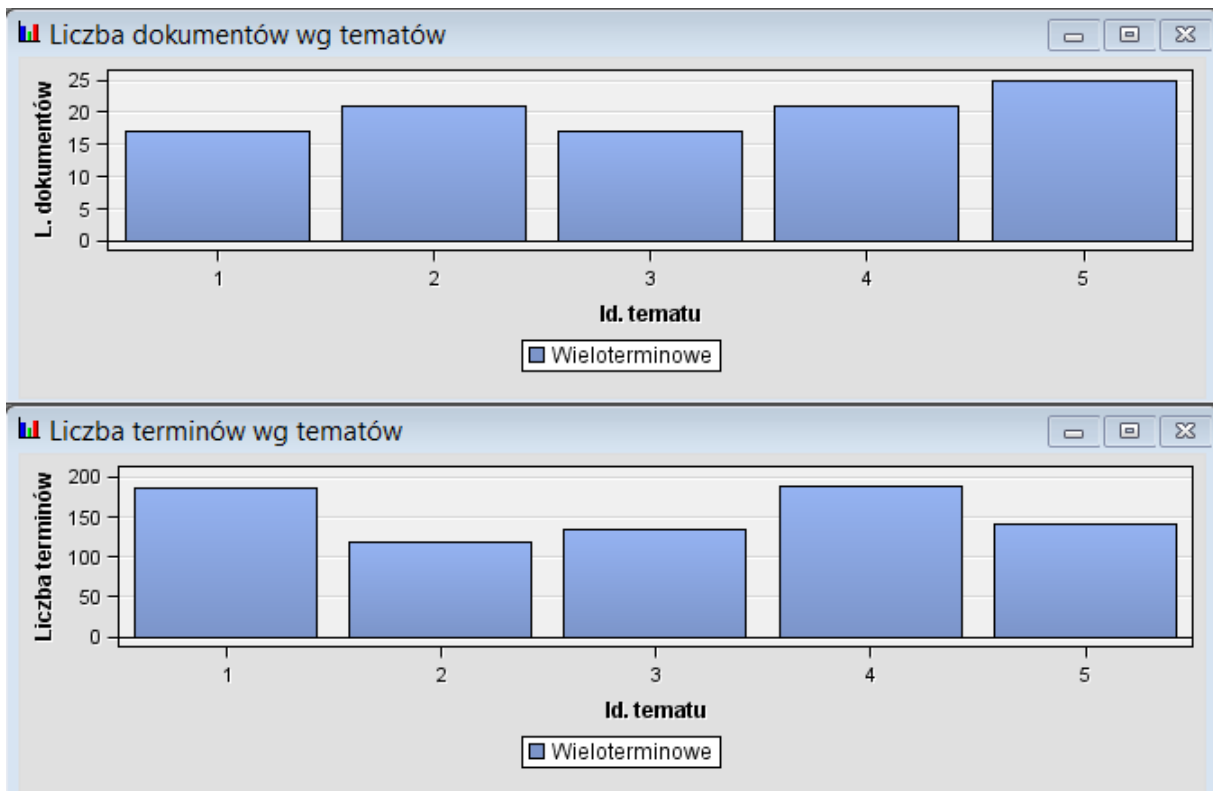 Liczba dokumentów wg tematów
L. dokumentów
25
20
15
10
5
0
1 2 3 4 5
Id. tematu
Wieloterminowe
Liczba terminów wg tematów
Liczba terminów
200
150
100
50
0
1 2 3 4 5
Id. tematu
Wieloterminowe